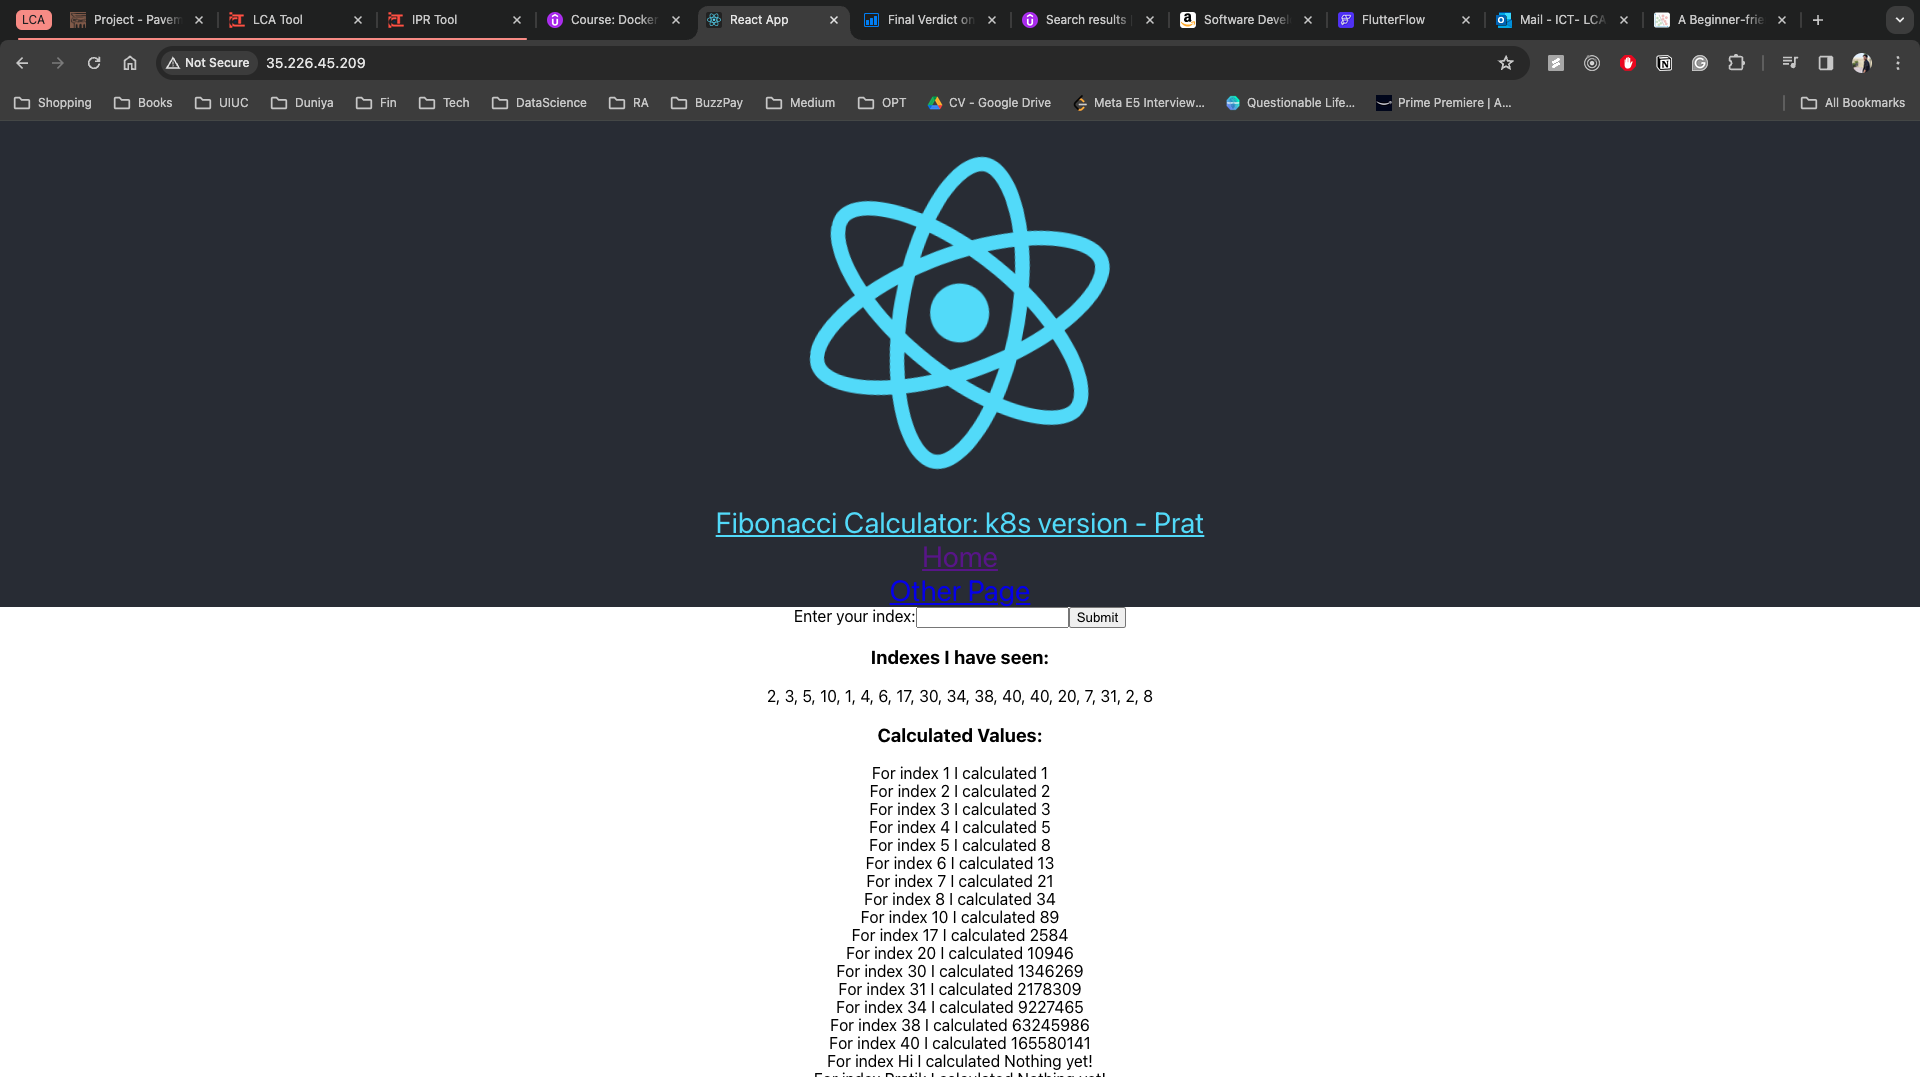 LCA Project - Pavem LCA Tool IPR Tool Course: Docker React App Final Verdict on Search results Software Devel FlutterFlow Mail - ICT- LCA A Beginner-frie
Not Secure 35.226.45.209
Shopping Books UIUC Duniya Fin Tech DataScience RA BuzzPay Medium OPT CV - Google Drive Meta E5 Interview... Questionable Life... Prime Premiere | A... All Bookmarks
Fibonacci Calculator: k8s version - Prat
Home
Other Page
Enter your index: Submit
Indexes I have seen:
2, 3, 5, 10, 1, 4, 6, 17, 30, 34, 38, 40, 40, 20, 7, 31, 2, 8
Calculated Values:
For index 1 I calculated 1
For index 2 I calculated 2
For index 3 I calculated 3
For index 4 I calculated 5
For index 5 I calculated 8
For index 6 I calculated 13
For index 7 I calculated 21
For index 8 I calculated 34
For index 10 I calculated 89
For index 17 I calculated 2584
For index 20 I calculated 10946
For index 30 I calculated 1346269
For index 31 I calculated 2178309
For index 34 I calculated 9227465
For index 38 I calculated 63245986
For index 40 I calculated 165580141
For index Hi I calculated Nothing yet!
For index Pratik I calculated Nothing yet!